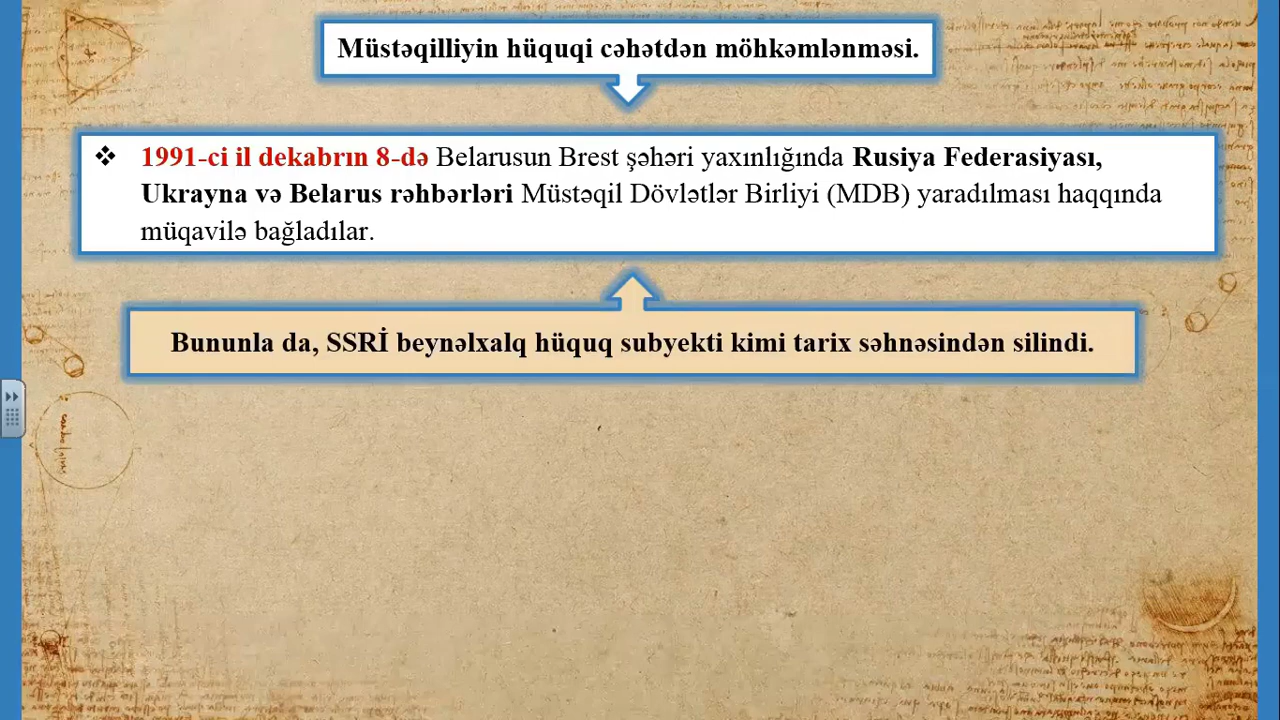 Müstəqilliyin hüquqi cəhətdən möhkəmlənməsi.
❖ 1991-ci il dekabrın 8-də Belarusun Brest şəhəri yaxınlığında Rusiya Federasiyası,
Ukrayna və Belarus rəhbərləri Müstəqil Dövlətlər Birliyi (MDB) yaradılması haqqında
müqavilə bağladılar.
Bununla da, SSRİ beynəlxalq hüquq subyekti kimi tarix səhnəsindən silindi.